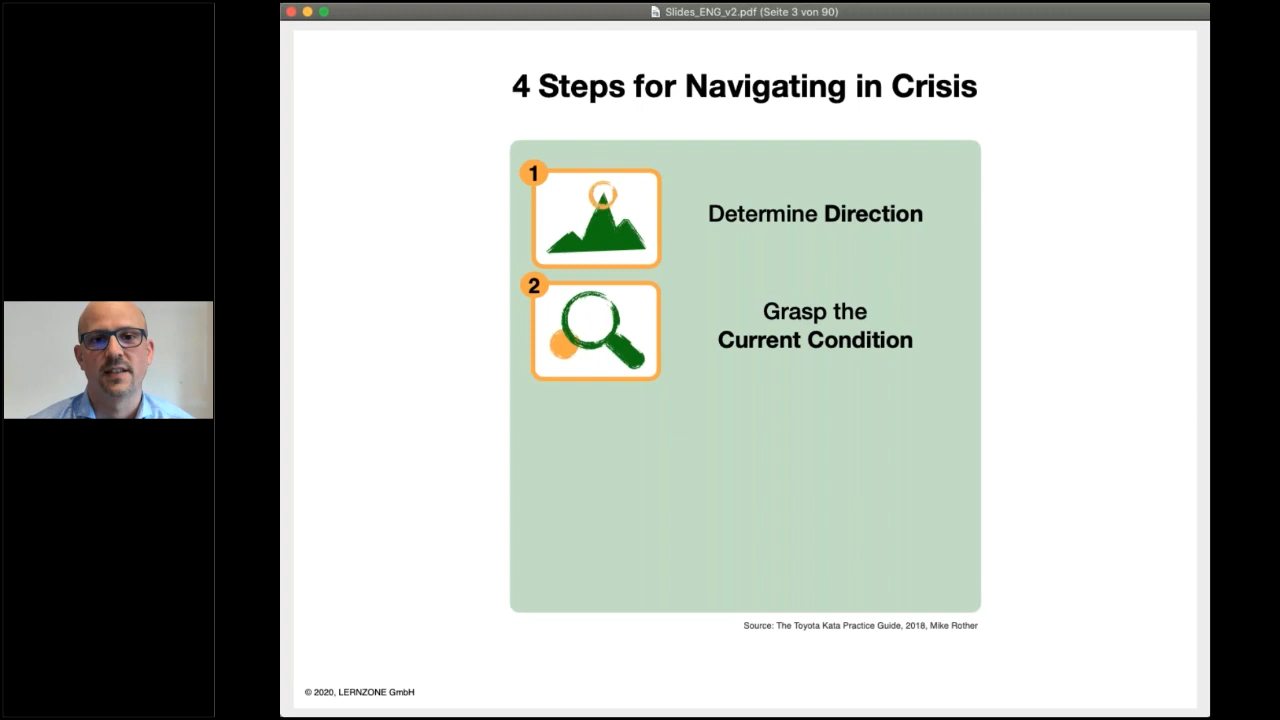 Slides_ENG_v2.pdf (Seite 3 von 90)
4 Steps for Navigating in Crisis
1
Determine Direction
2
Grasp the
Current Condition
Source: The Toyota Kata Practice Guide, 2018, Mike Rother
© 2020, LERNZONE GmbH